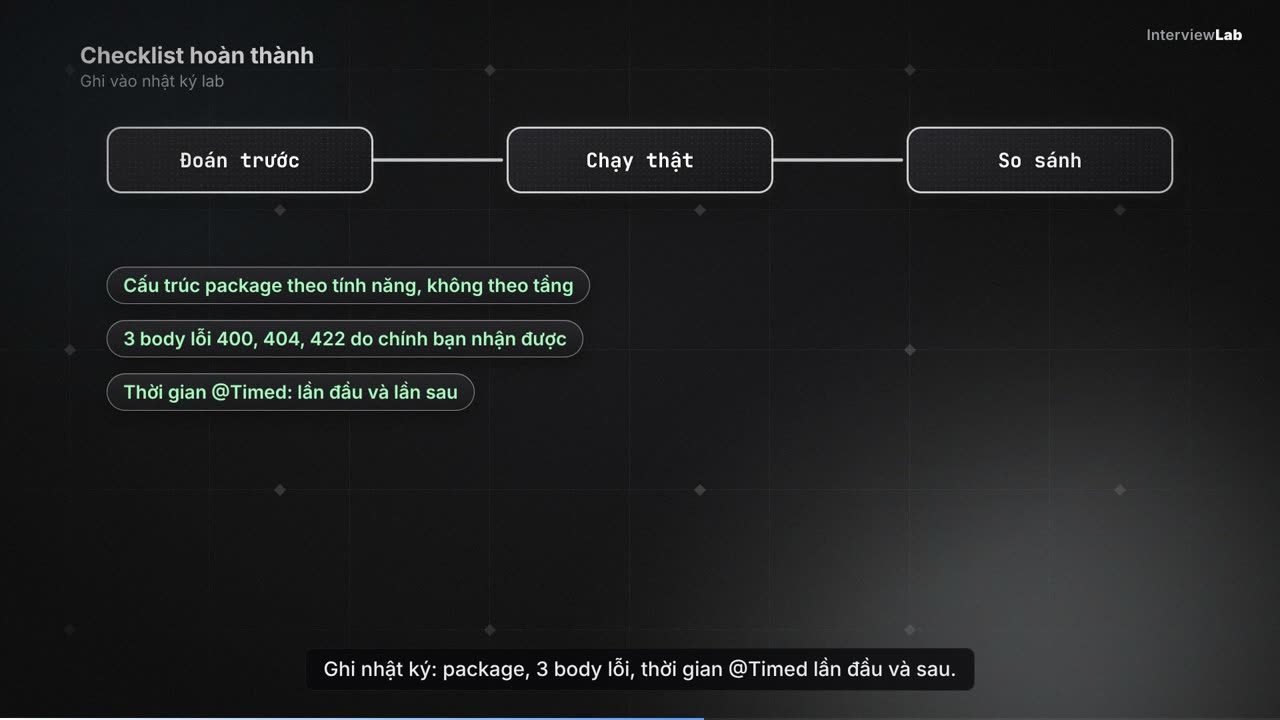 Checklist hoàn thành
InterviewLab
Ghi vào nhật ký lab
Đoán trước
Chạy thật
So sánh
Cấu trúc package theo tính năng, không theo tầng
3 body lỗi 400, 404, 422 do chính bạn nhận được
Thời gian @Timed: lần đầu và lần sau
Ghi nhật ký: package, 3 body lỗi, thời gian @Timed lần đầu và sau.